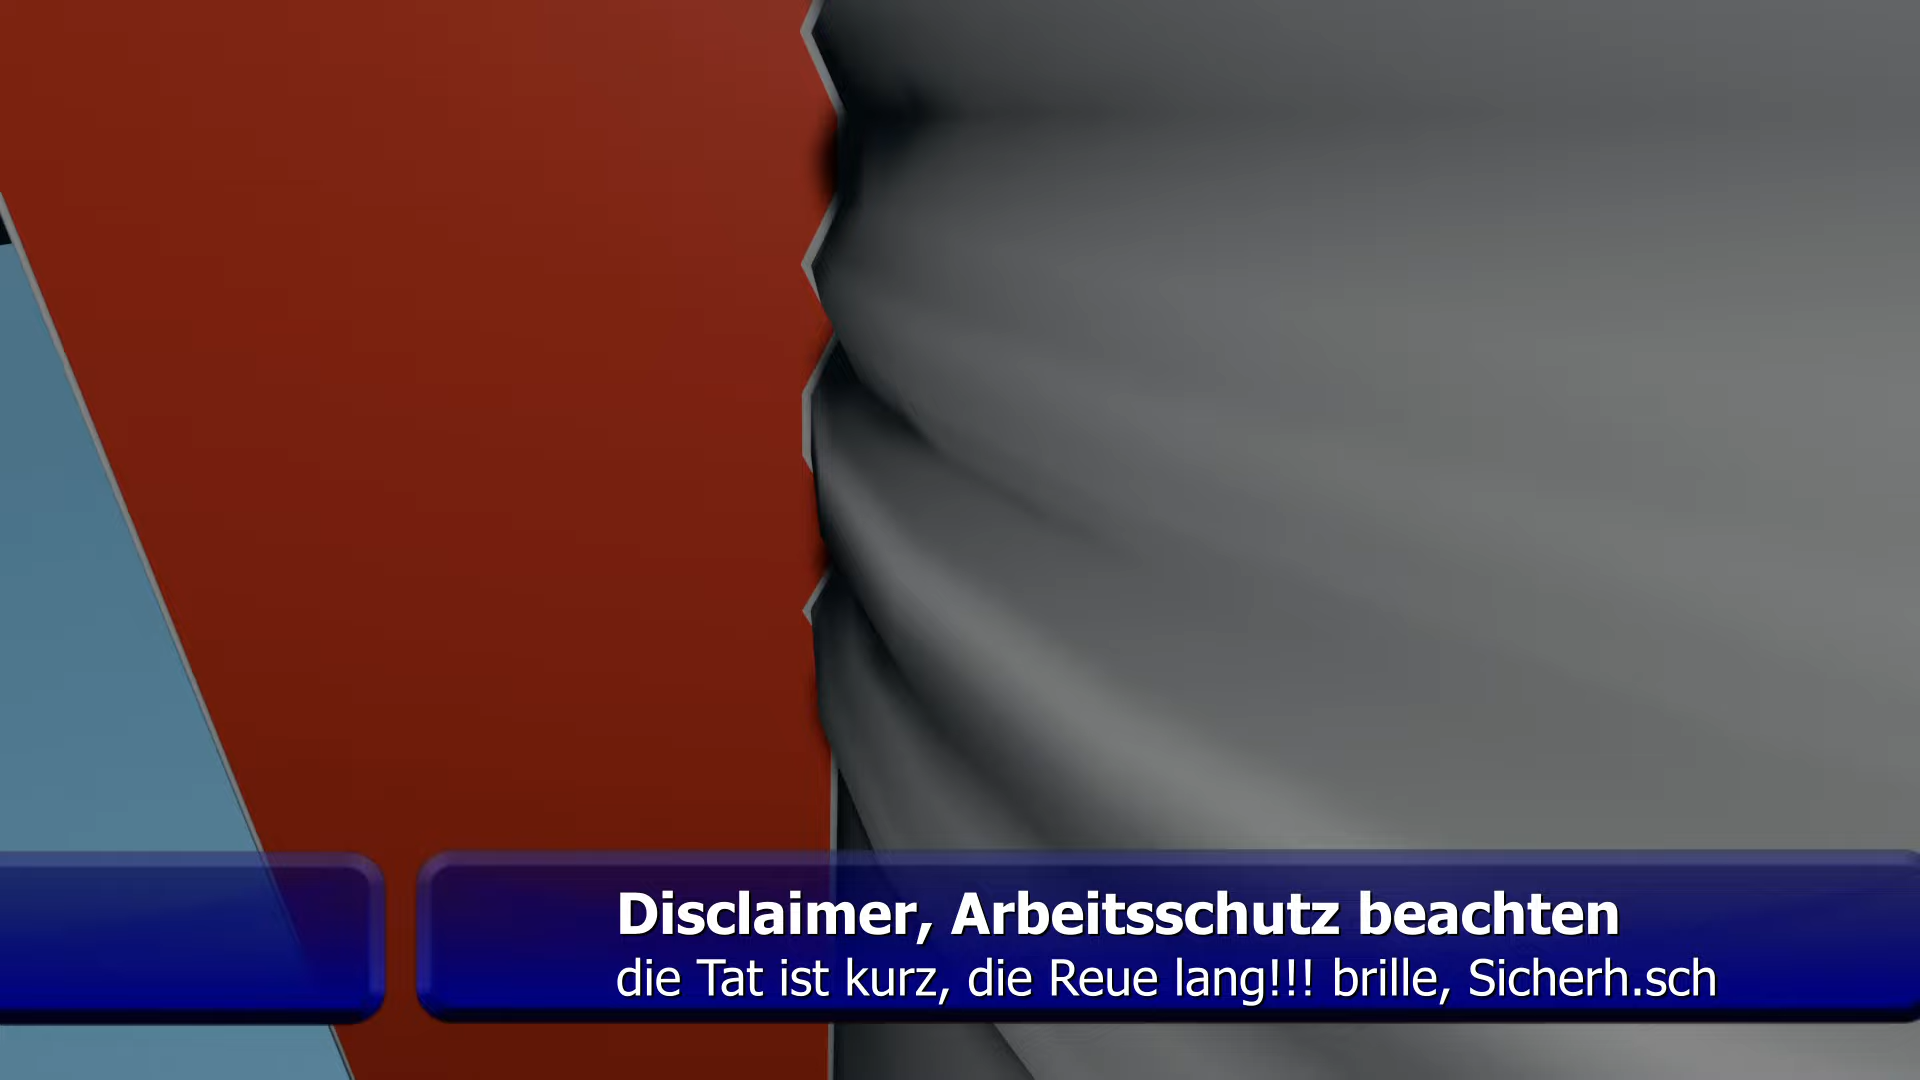 Disclaimer, Arbeitsschutz beachten
die Tat ist kurz, die Reue lang!!! brille, Sicherh.sch